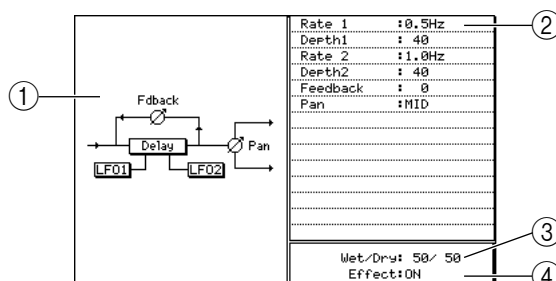 ①
Fdback
Delay
Pan
LFO1
LFO2
Rate 1 :0.5Hz
Depth1 : 40
Rate 2 :1.0Hz
Depth2 : 40
Feedback : 0
Pan :MID
②
Wet/Dry: 50/ 50
Effect:ON
③
④